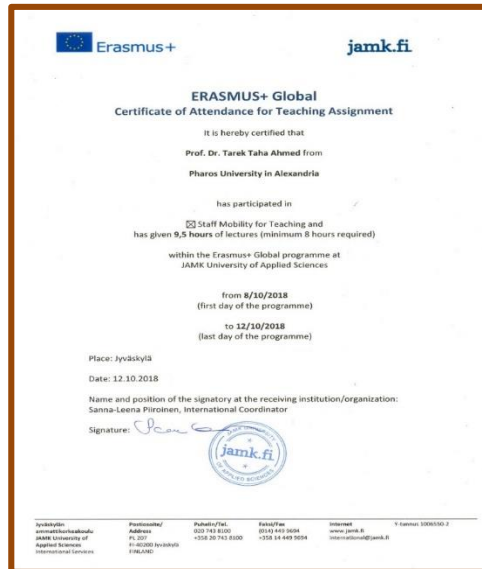 Erasmus+
jamk.fi
ERASMUS+ Global
Certificate of Attendance for Teaching Assignment
It is hereby certified that
Prof. Dr. Tarek Taha Ahmed from
Pharos University in Alexandria
has participated in
☒ Staff Mobility for Teaching and
has given 9,5 hours of lectures (minimum 8 hours required)
within the Erasmus+ Global programme at
JAMK University of Applied Sciences
from 8/10/2018
(first day of the programme)
to 12/10/2018
(last day of the programme)
Place: Jyväskylä
Date: 12.10.2018
Name and position of the signatory at the receiving institution/organization:
Sanna-Leena Piiroinen, International Coordinator
Signature:
JAMK UNIVERSITY
jamk.fi
OF APPLIED SCIENCES
Jyväskylän
ammattikorkeakoulu
JAMK University of
Applied Sciences
International Services
Postiosoite/
Address
PL 207
FI-40200 Jyväskylä
FINLAND
Puhelin/Tel.
020 743 8100
+358 20 743 8100
Faksi/Fax
(014) 449 9694
+358 14 449 9694
Internet
www.jamk.fi
international@jamk.fi
Y-tunnus 1006550-2